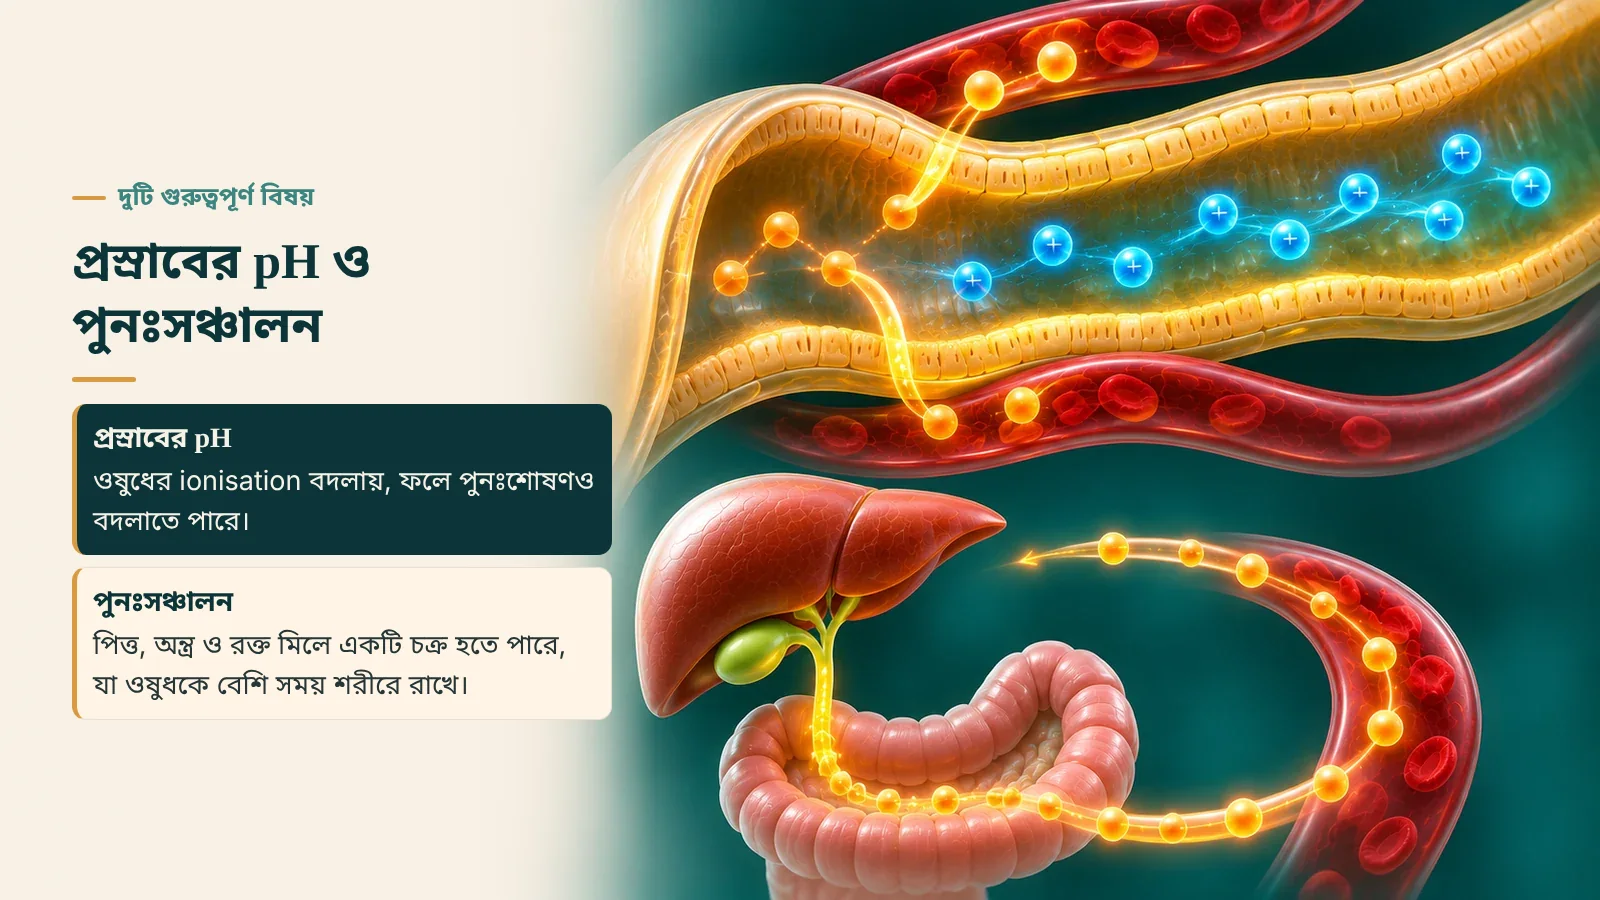 দুটি গুরুত্বপূর্ণ বিষয়
প্রস্রাবের pH ও
পুনঃসঞ্চালন
প্রস্রাবের pH
ওষুধের ionisation বদলায়, ফলে পুনঃশোষণও
বদলাতে পারে।
পুনঃসঞ্চালন
পিত্ত, অন্ত্র ও রক্ত মিলে একটি চক্র হতে পারে,
যা ওষুধকে বেশি সময় শরীরে রাখে।